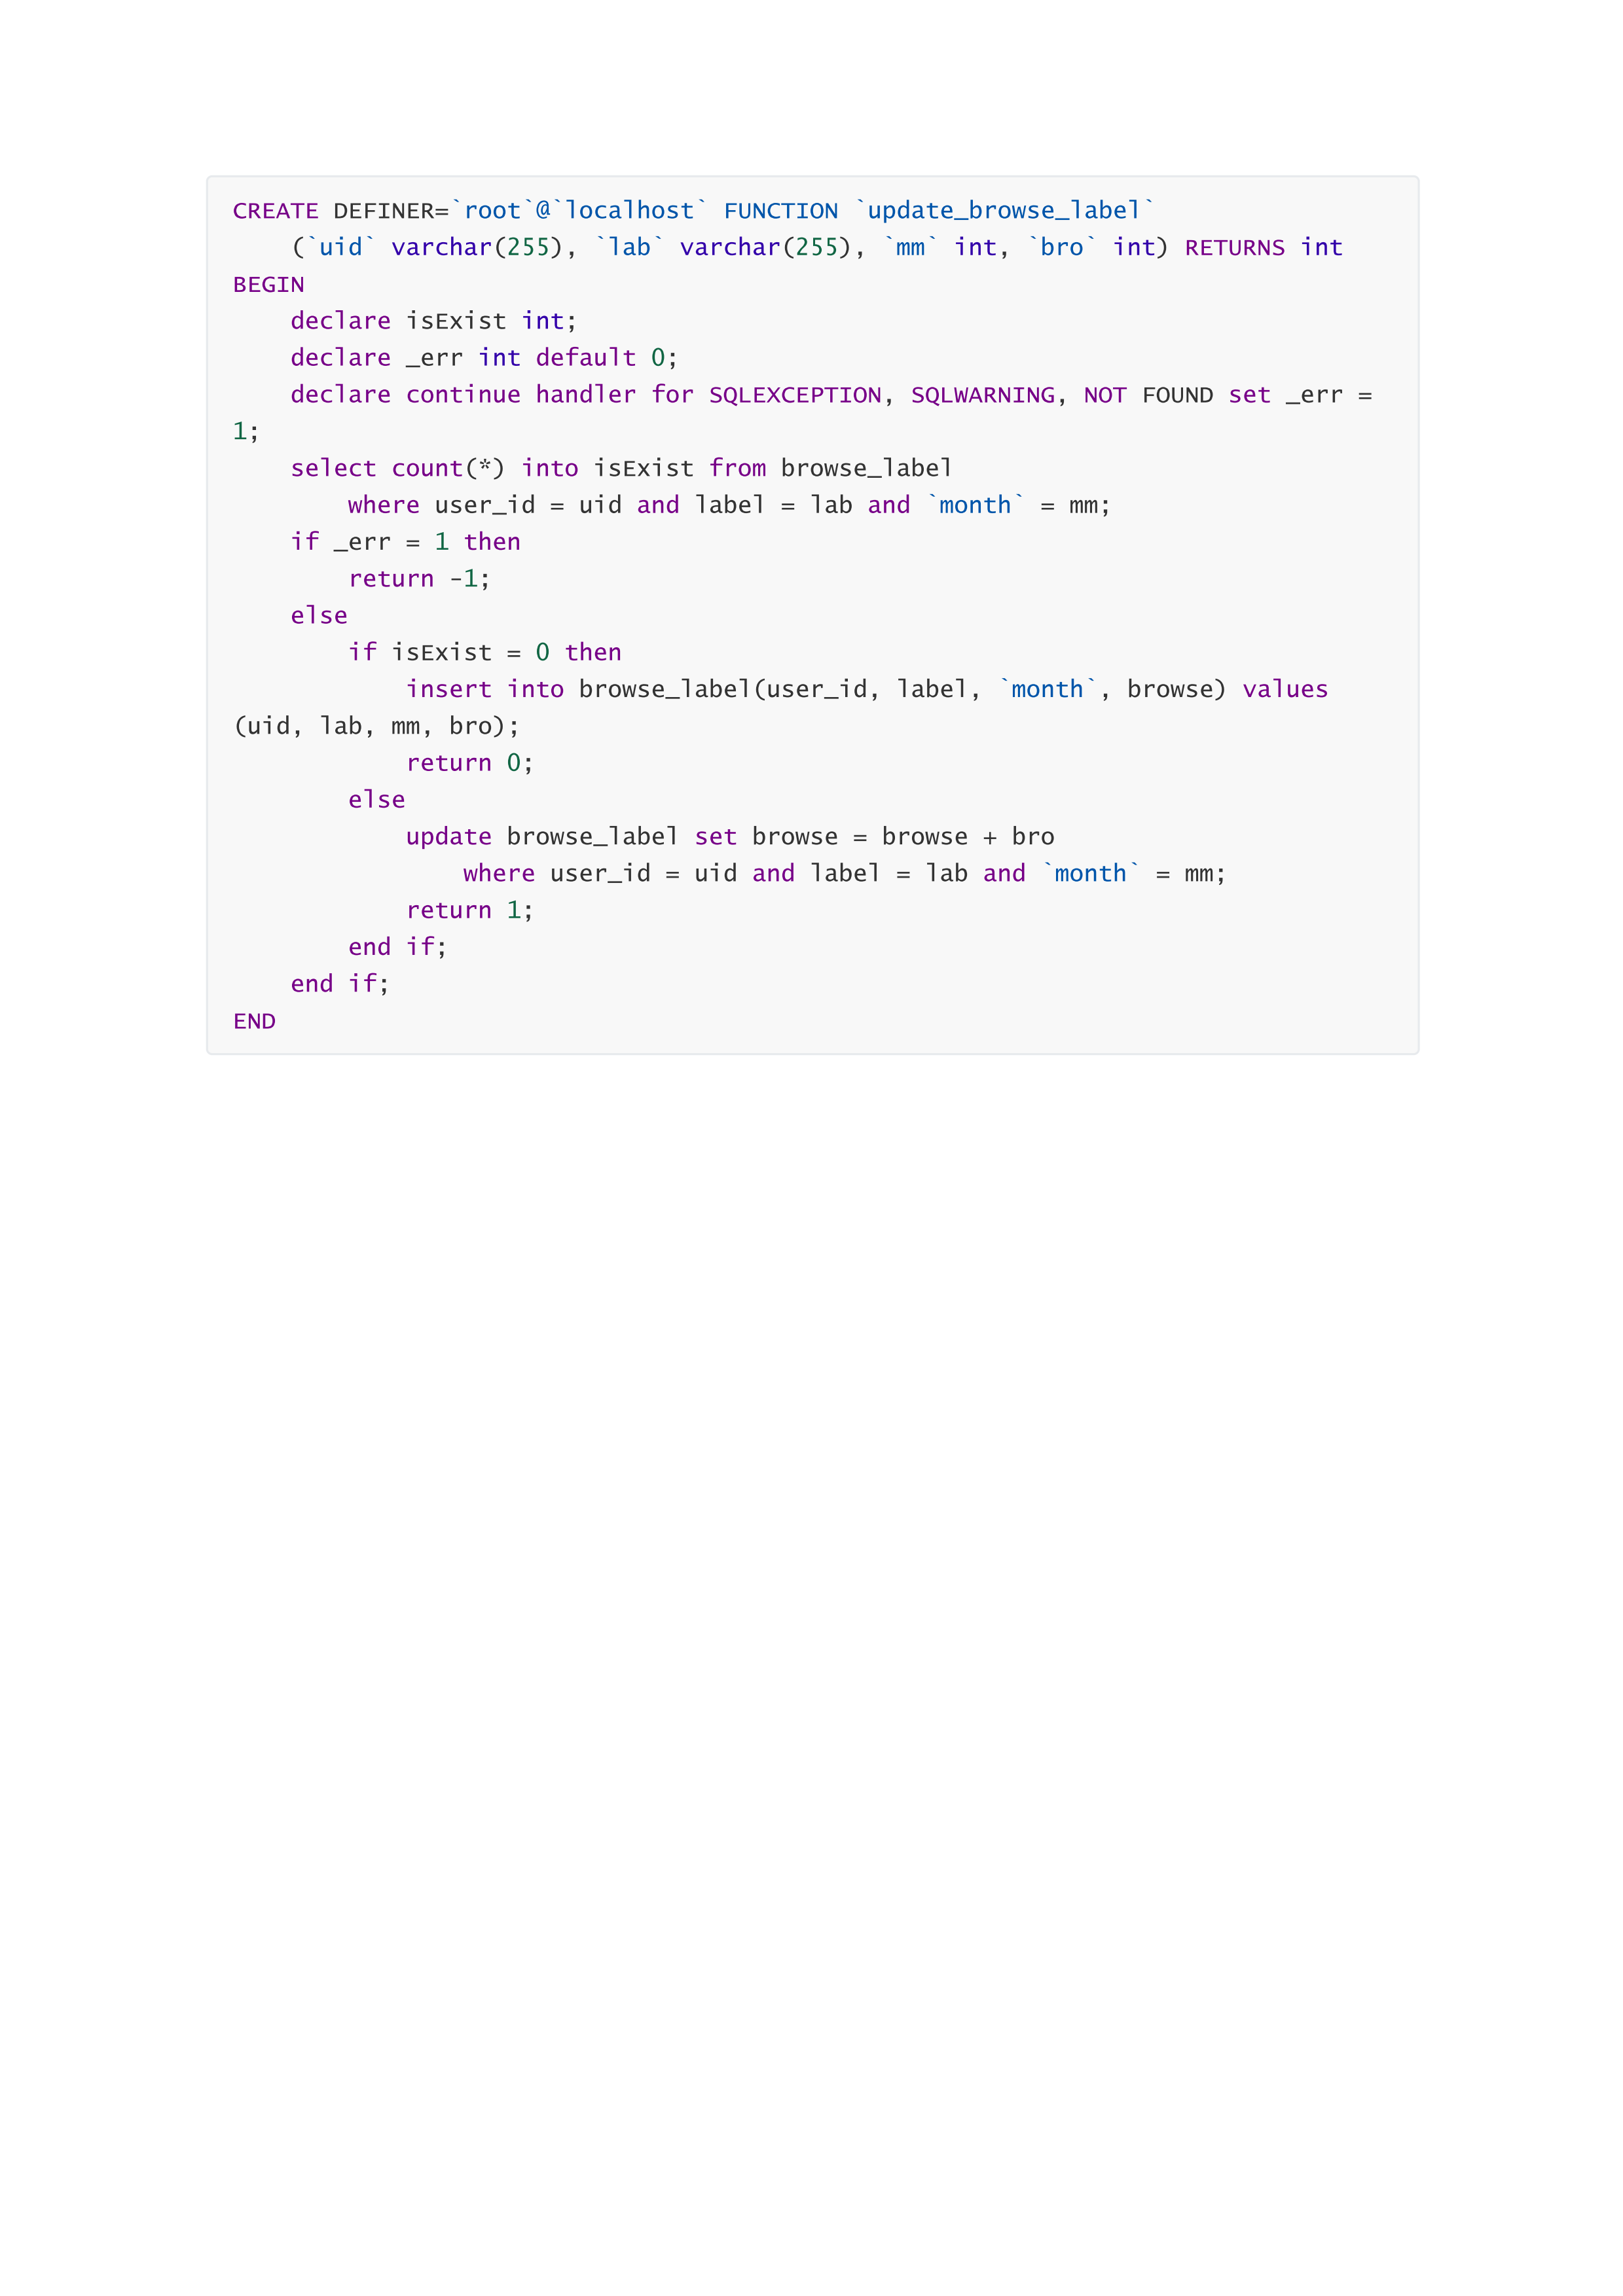 CREATE DEFINER=`root`@`localhost` FUNCTION `update_browse_label`
    (`uid` varchar(255), `lab` varchar(255), `mm` int, `bro` int) RETURNS int
BEGIN
    declare isExist int;
    declare _err int default 0;
    declare continue handler for SQLEXCEPTION, SQLWARNING, NOT FOUND set _err =
1;
    select count(*) into isExist from browse_label
        where user_id = uid and label = lab and `month` = mm;
    if _err = 1 then
        return -1;
    else
        if isExist = 0 then
            insert into browse_label(user_id, label, `month`, browse) values
(uid, lab, mm, bro);
            return 0;
        else
            update browse_label set browse = browse + bro
                where user_id = uid and label = lab and `month` = mm;
            return 1;
        end if;
    end if;
END